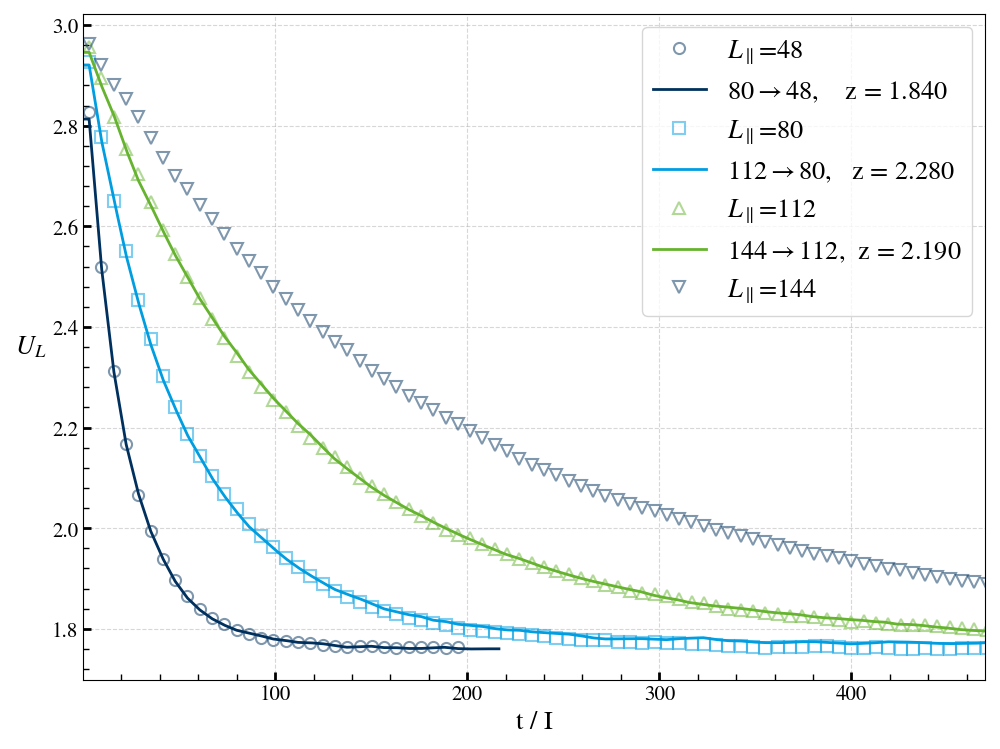 3.0
2.8
2.6
2.4
2.2
2.0
1.8
U_L
100
200
300
400
t / I
L_∥=48
80→48, z = 1.840
L_∥=80
112→80, z = 2.280
L_∥=112
144→112, z = 2.190
L_∥=144